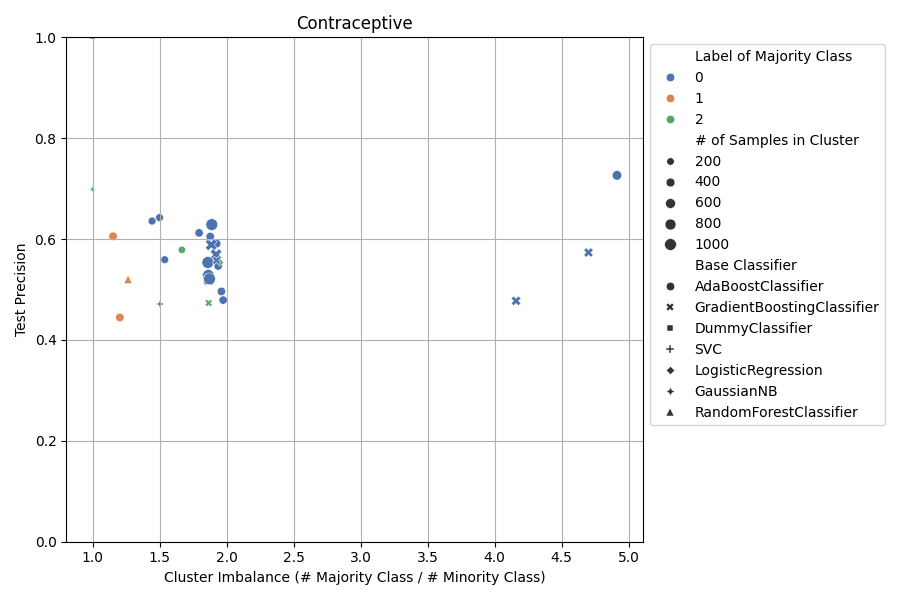 Contraceptive
1.0
0.8
0.6
0.4
0.2
0.0
Test Precision
1.0 1.5 2.0 2.5 3.0 3.5 4.0 4.5 5.0
Cluster Imbalance (# Majority Class / # Minority Class)
Label of Majority Class
0
1
2
# of Samples in Cluster
200
400
600
800
1000
Base Classifier
AdaBoostClassifier
GradientBoostingClassifier
DummyClassifier
SVC
LogisticRegression
GaussianNB
RandomForestClassifier